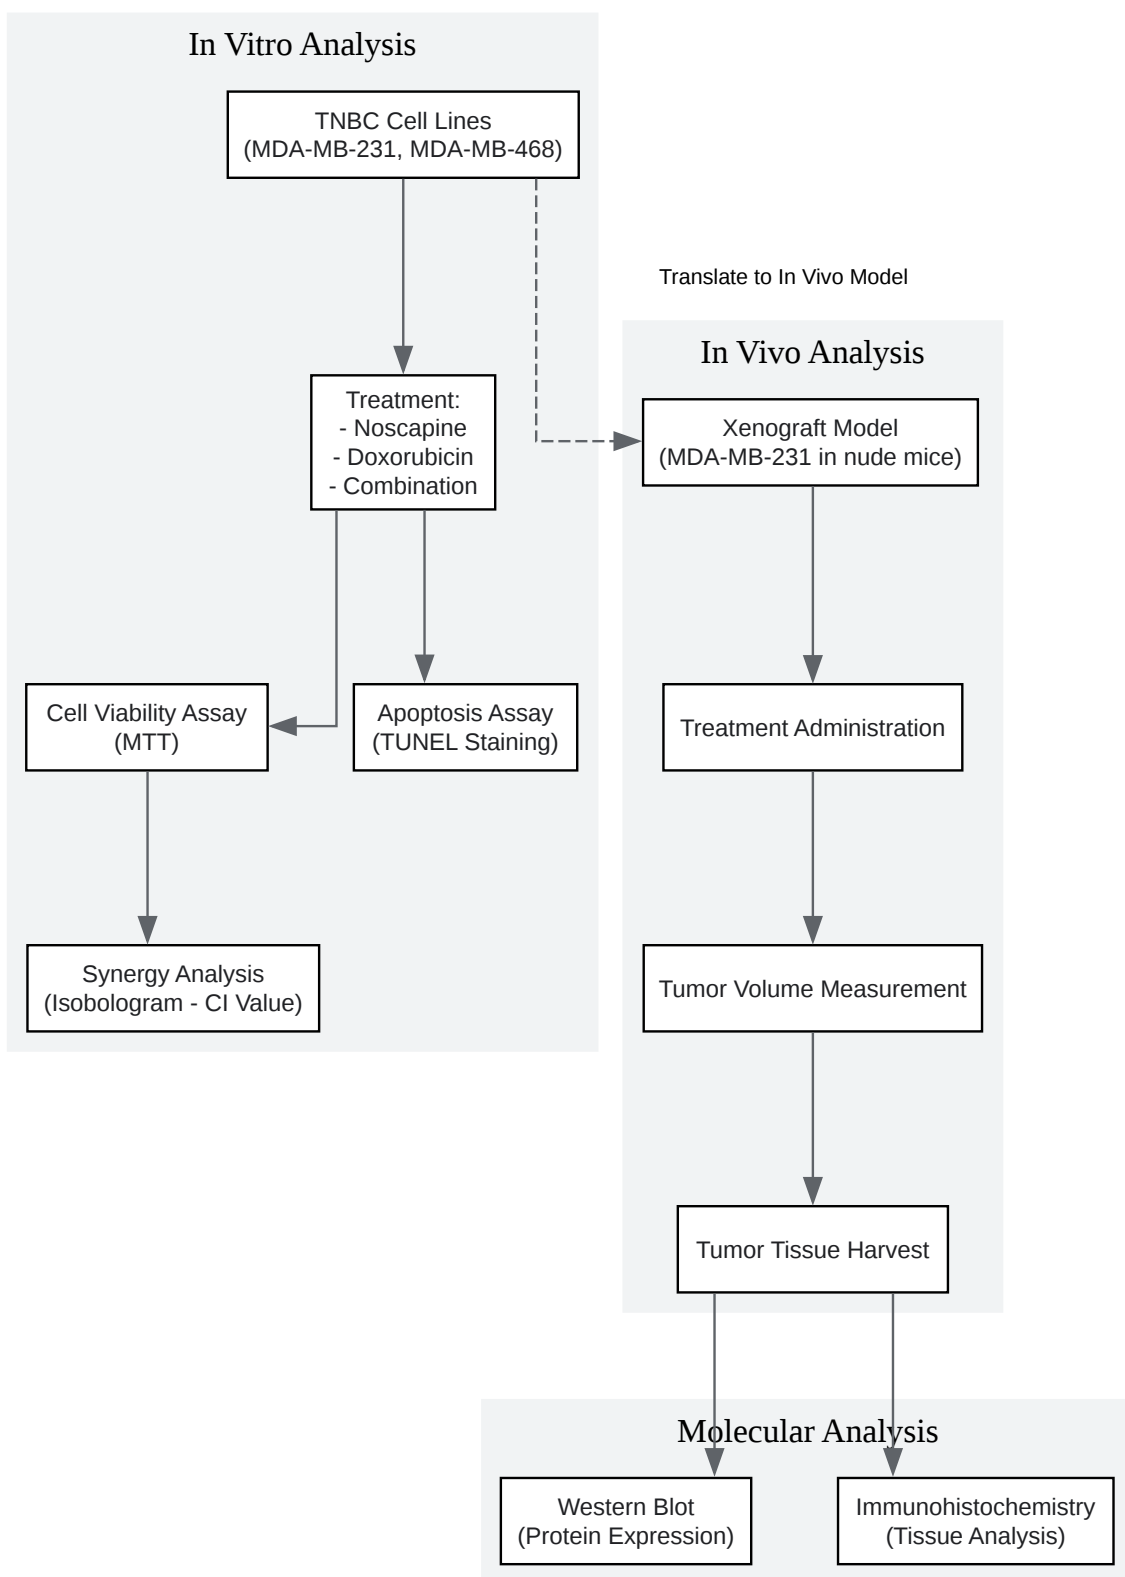 In Vitro Analysis
TNBC Cell Lines
(MDA-MB-231, MDA-MB-468)
Translate to In Vivo Model
In Vivo Analysis
Treatment:
- Noscapine
- Doxorubicin
- Combination
Xenograft Model
(MDA-MB-231 in nude mice)
Cell Viability Assay
(MTT)
Apoptosis Assay
(TUNEL Staining)
Treatment Administration
Synergy Analysis
(Isobologram - CI Value)
Tumor Volume Measurement
Tumor Tissue Harvest
Molecular Analysis
Western Blot
(Protein Expression)
Immunohistochemistry
(Tissue Analysis)